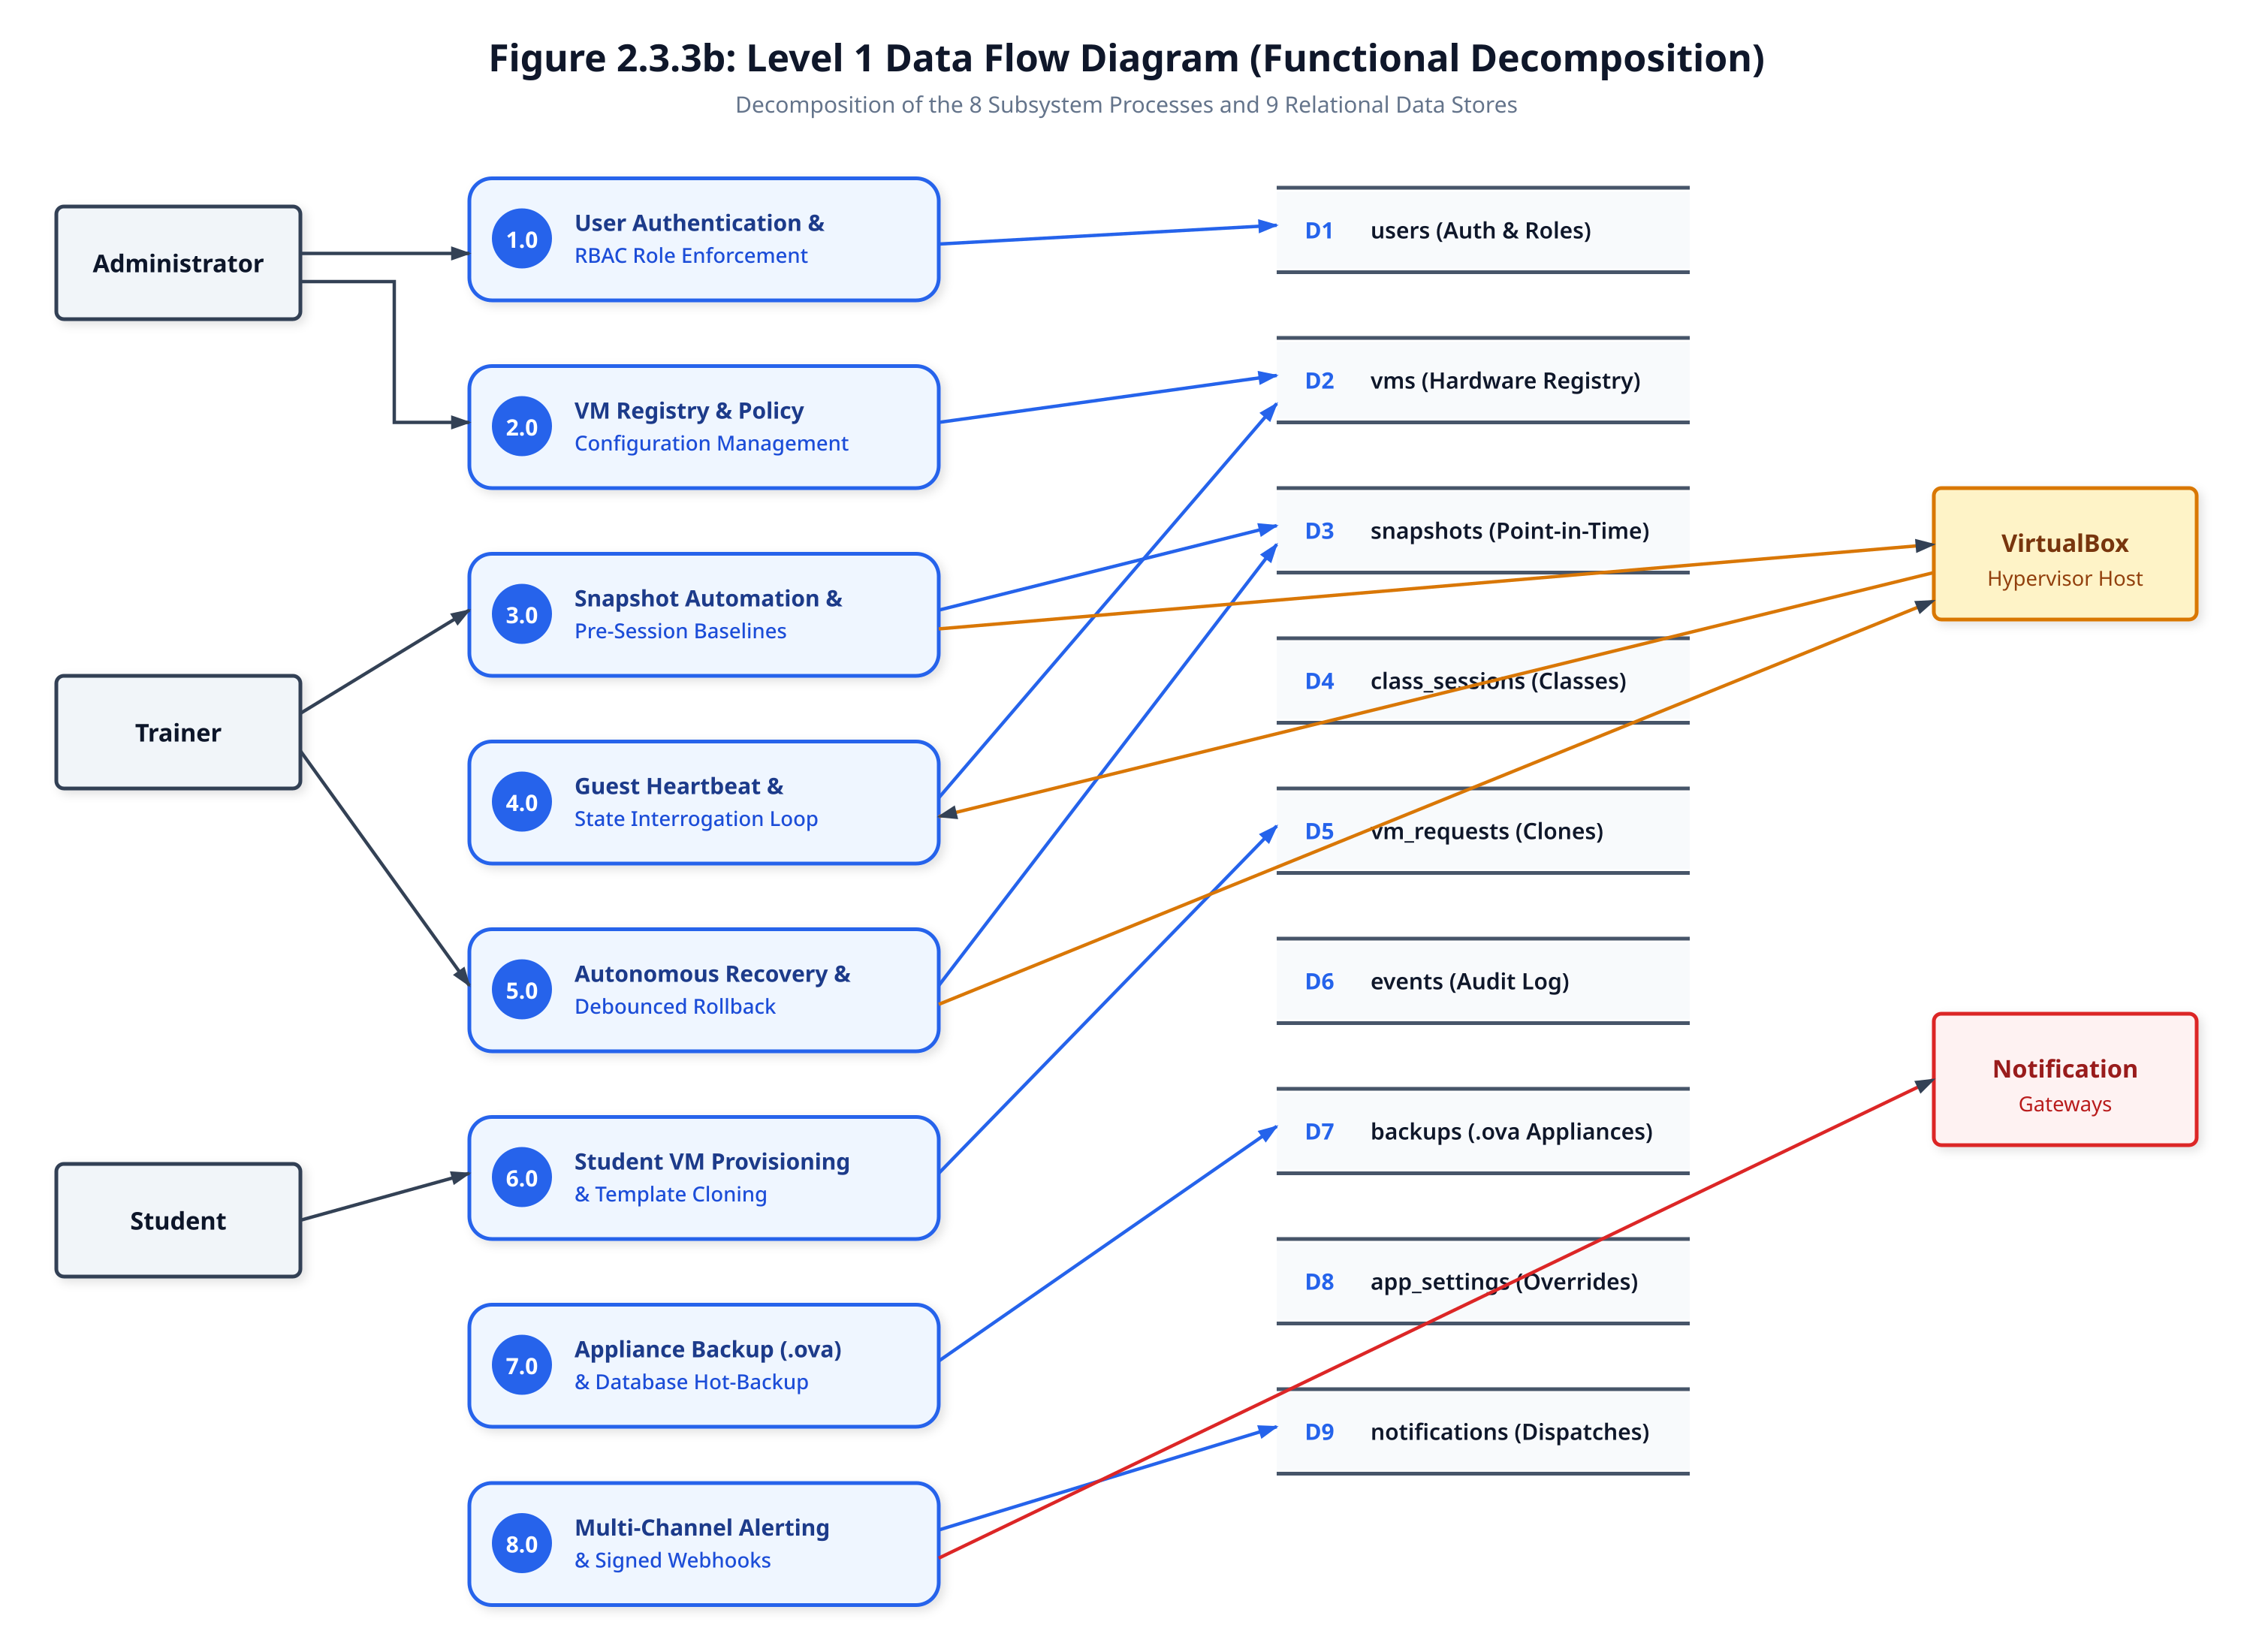 Figure 2.3.3b: Level 1 Data Flow Diagram (Functional Decomposition)
Decomposition of the 8 Subsystem Processes and 9 Relational Data Stores
Administrator
Trainer
Student
1.0
User Authentication &
RBAC Role Enforcement
2.0
VM Registry & Policy
Configuration Management
3.0
Snapshot Automation &
Pre-Session Baselines
4.0
Guest Heartbeat &
State Interrogation Loop
5.0
Autonomous Recovery &
Debounced Rollback
6.0
Student VM Provisioning
& Template Cloning
7.0
Appliance Backup (.ova)
& Database Hot-Backup
8.0
Multi-Channel Alerting
& Signed Webhooks
D1 users (Auth & Roles)
D2 vms (Hardware Registry)
D3 snapshots (Point-in-Time)
D4 class_sessions (Classes)
D5 vm_requests (Clones)
D6 events (Audit Log)
D7 backups (.ova Appliances)
D8 app_settings (Overrides)
D9 notifications (Dispatches)
VirtualBox
Hypervisor Host
Notification
Gateways